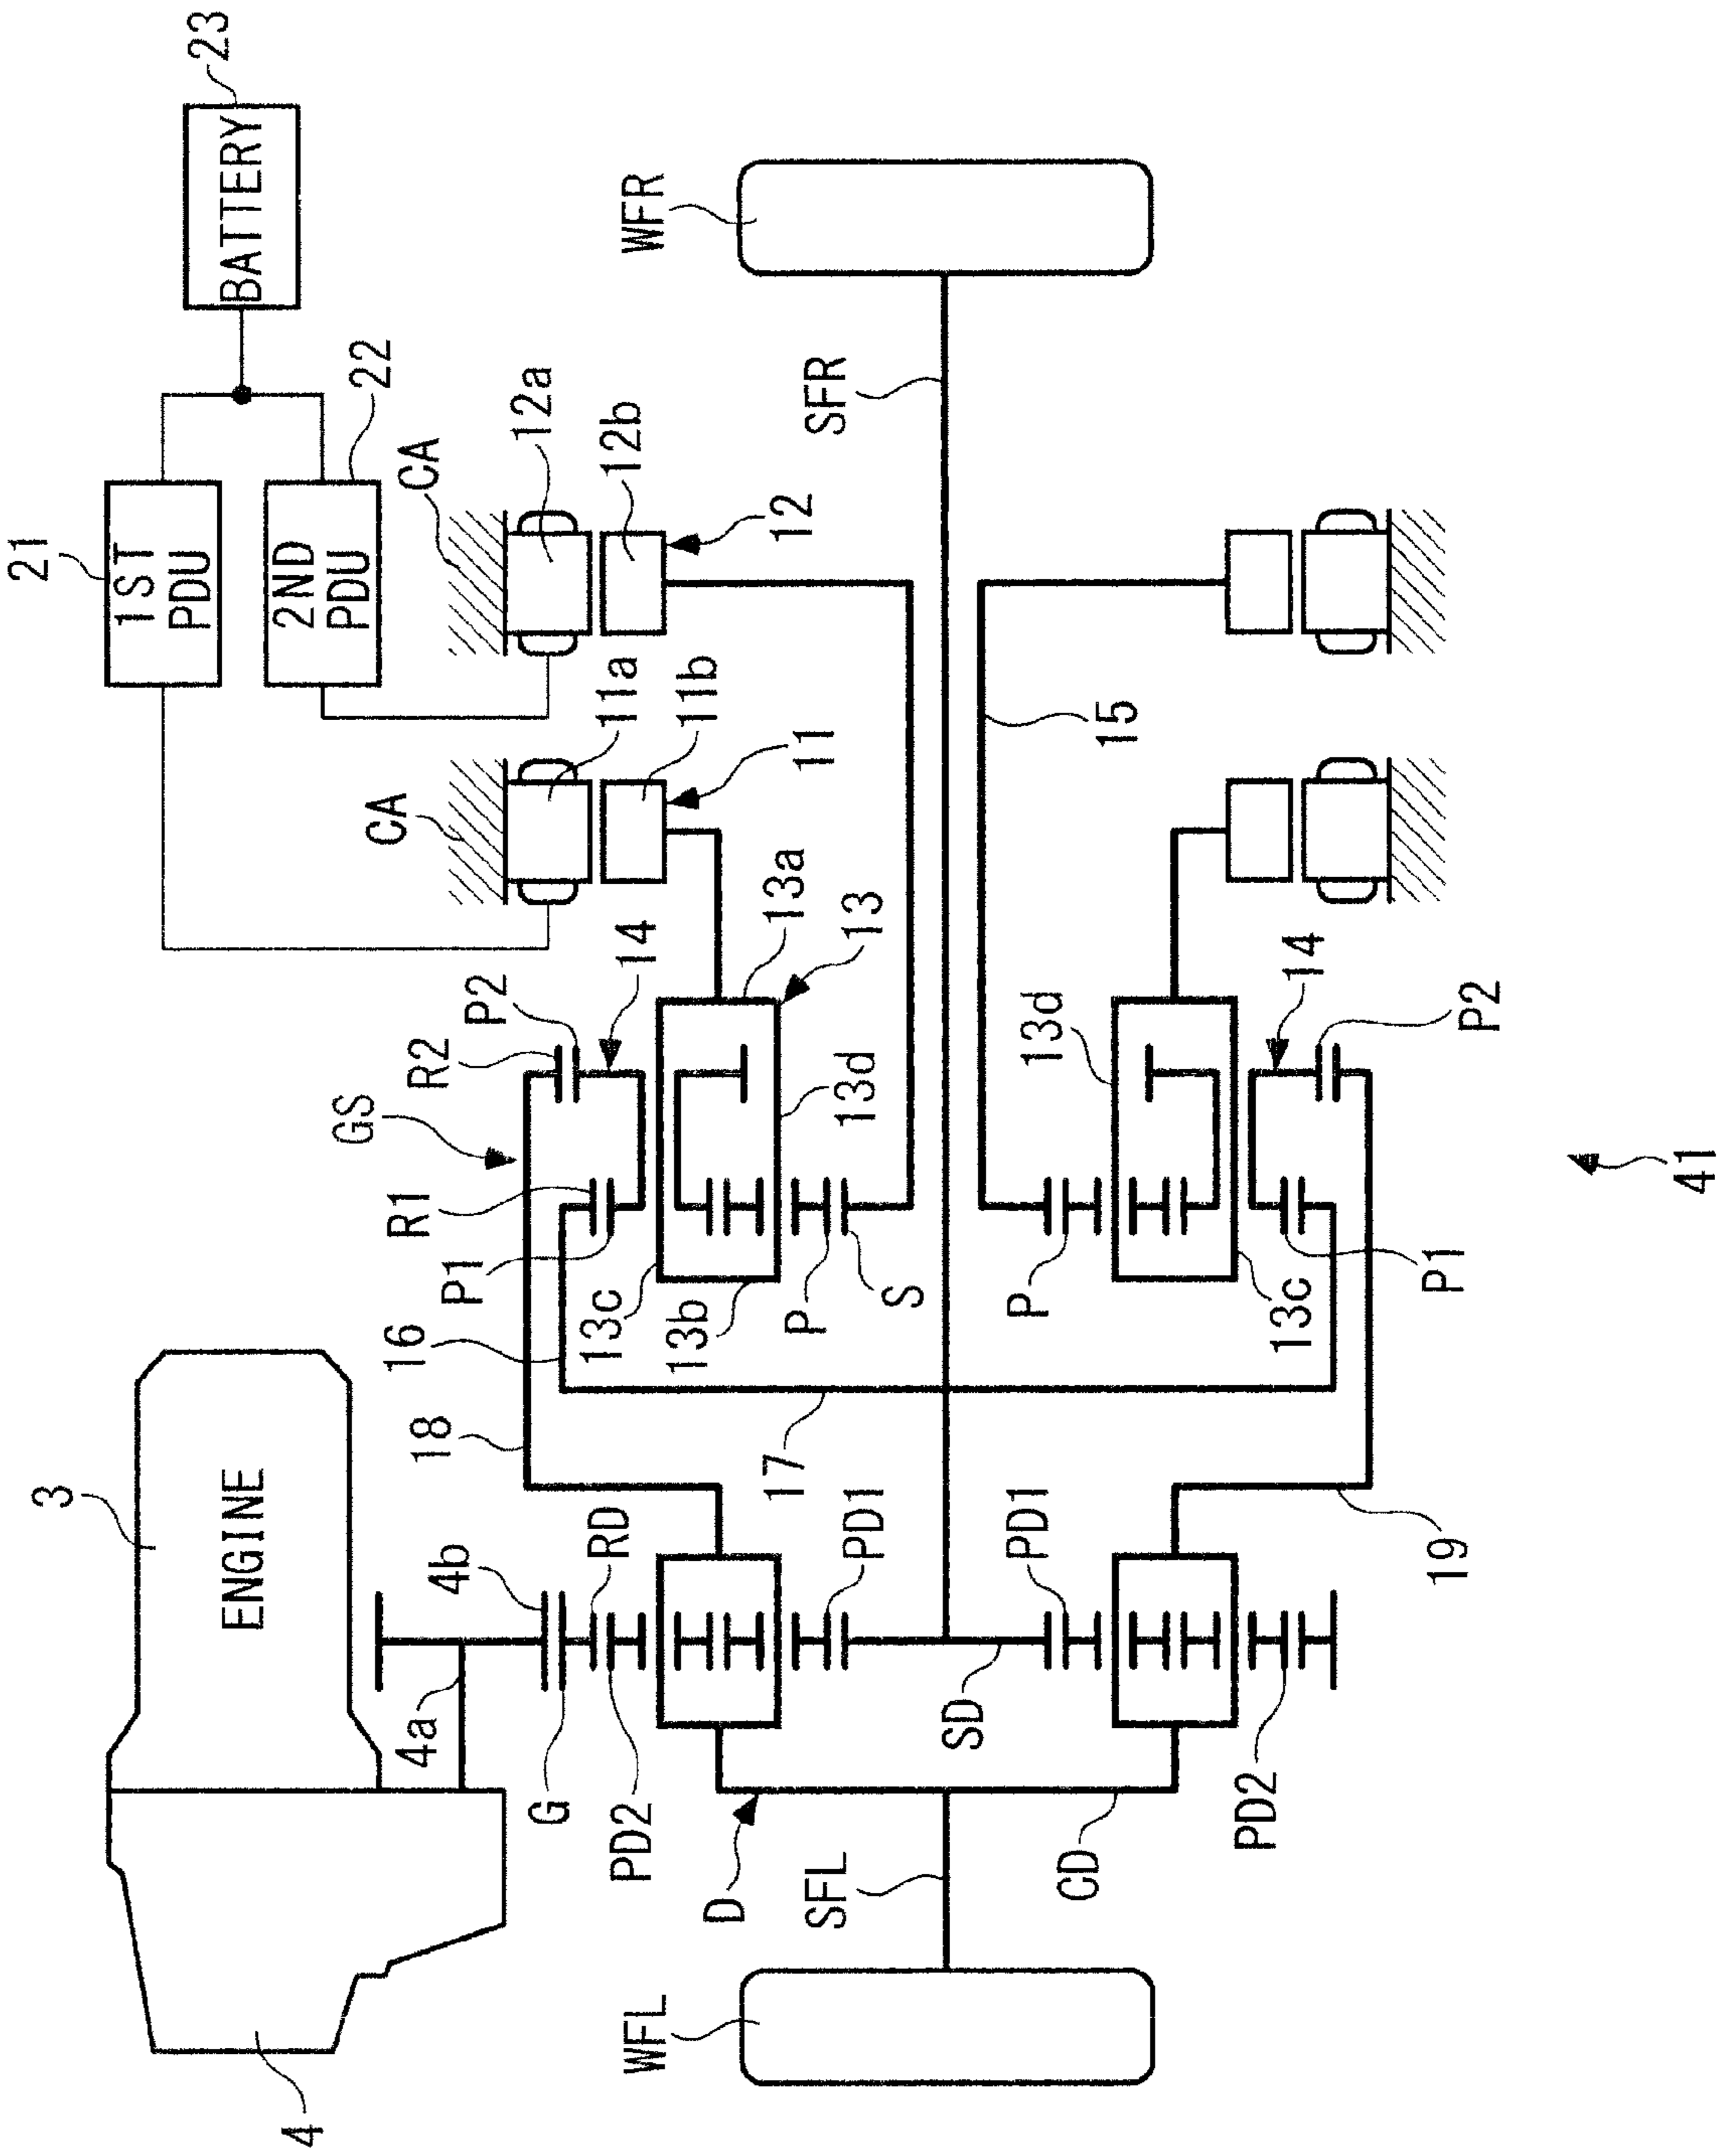 23
BATTERY
21
1ST
PDU
2ND
PDU
22
CA
12a
12b
12
WFR
SFR
CA
11a
11b
11
15
13a
13
14
P2
R2
GS
R1
P1
13d
13c
13b
P
S
16
18
17
13d
14
P2
P
13c
P1
41
3
ENGINE
4
4a
4b
RD
PD1
PD1
19
G
PD2
SD
D
SFL
CD
PD2
WFL